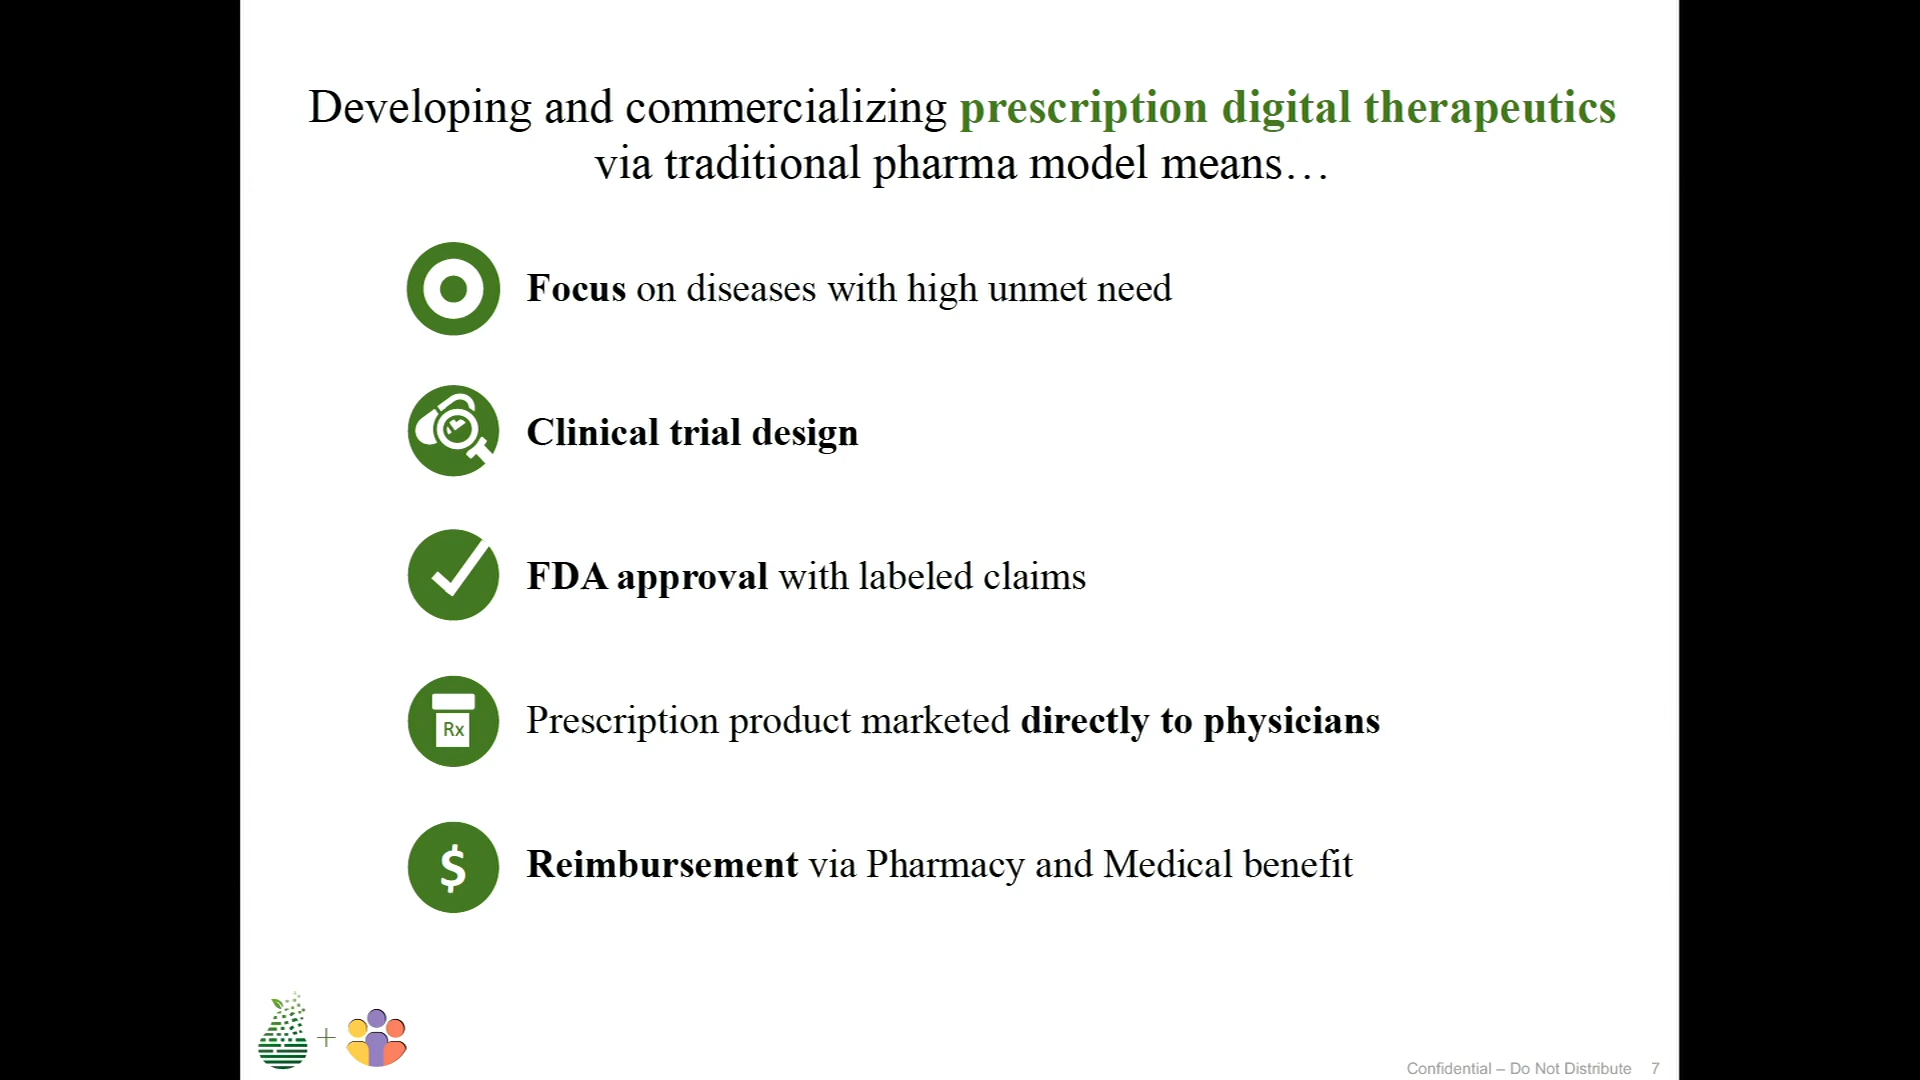 Developing and commercializing prescription digital therapeutics
via traditional pharma model means…
Focus on diseases with high unmet need
Clinical trial design
FDA approval with labeled claims
Rx
Prescription product marketed directly to physicians
$
Reimbursement via Pharmacy and Medical benefit
+
Confidential – Do Not Distribute 7